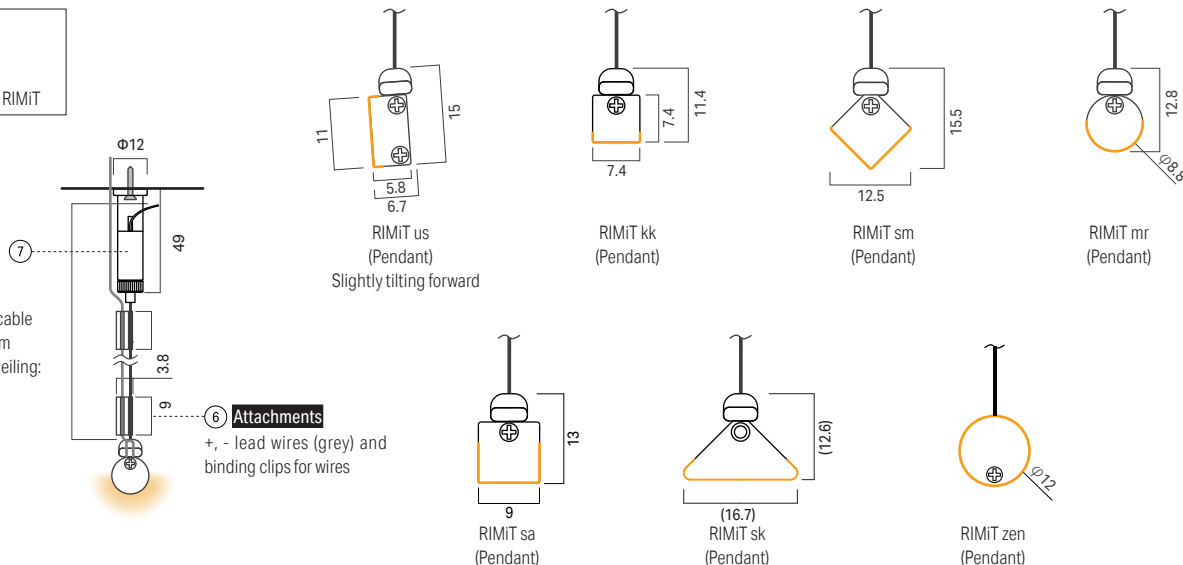 RIMiT
Φ12
49
7
cable
m
eiling:
3.8
9
6 Attachments
+, - lead wires (grey) and
binding clips for wires
11
15
5.8
6.7
RIMiT us
(Pendant)
Slightly tilting forward
7.4
11.4
7.4
RIMiT kk
(Pendant)
15.5
12.5
RIMiT sm
(Pendant)
12.8
φ8.8
RIMiT mr
(Pendant)
13
9
RIMiT sa
(Pendant)
(12.6)
(16.7)
RIMiT sk
(Pendant)
φ12
RIMiT zen
(Pendant)